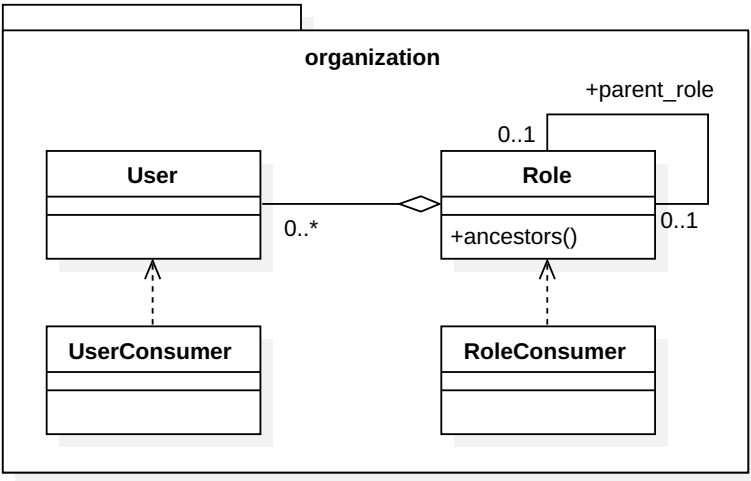 organization
+parent_role
0..1
User
Role
0..*
0..1
+ancestors()
UserConsumer
RoleConsumer